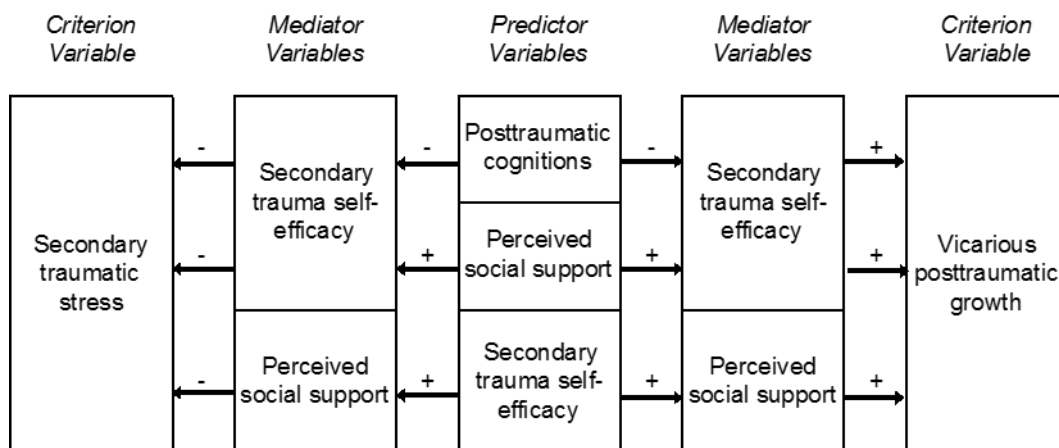 Criterion
Variable
Mediator
Variables
Predictor
Variables
Mediator
Variables
Criterion
Variable
Secondary
traumatic
stress
-
-
-
Secondary
trauma self-
efficacy
Perceived
social support
-
+
+
Posttraumatic
cognitions
Perceived
social support
Secondary
trauma self-
efficacy
-
+
+
Secondary
trauma self-
efficacy
Perceived
social support
+
+
+
Vicarious
posttraumatic
growth